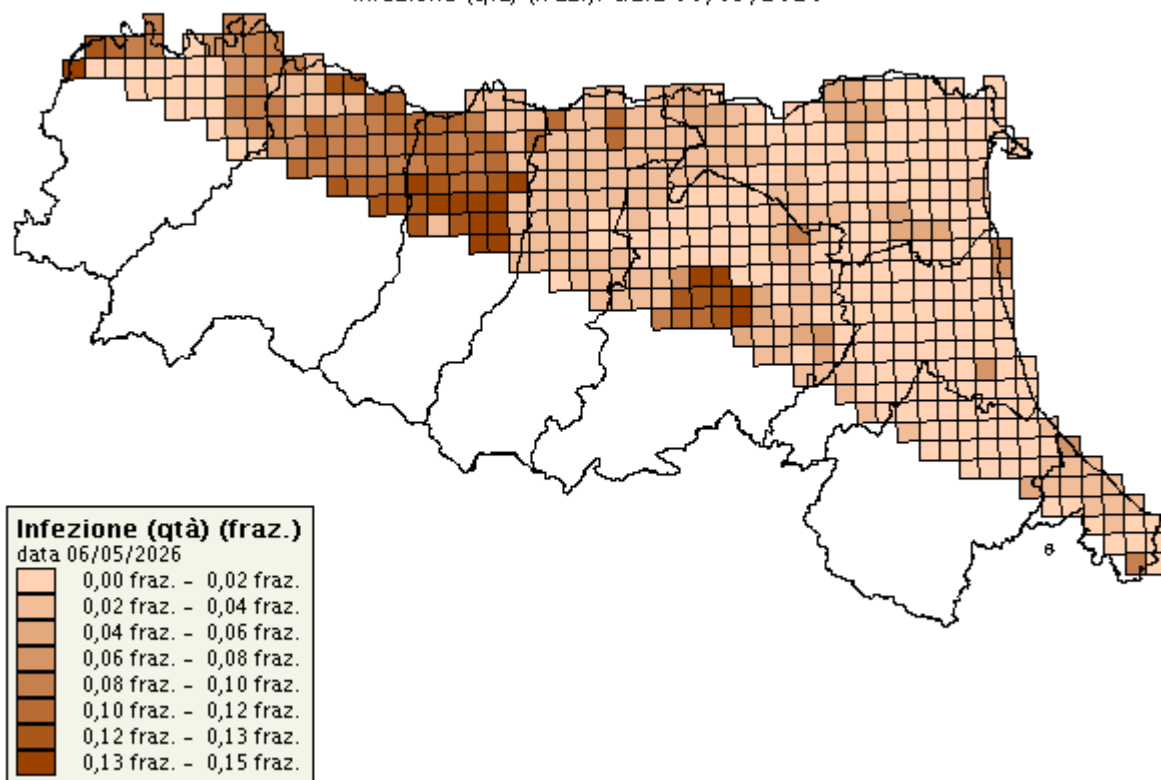 Infezione (qtà) (fraz.)
data 06/05/2026
0,00 fraz. - 0,02 fraz.
0,02 fraz. - 0,04 fraz.
0,04 fraz. - 0,06 fraz.
0,06 fraz. - 0,08 fraz.
0,08 fraz. - 0,10 fraz.
0,10 fraz. - 0,12 fraz.
0,12 fraz. - 0,13 fraz.
0,13 fraz. - 0,15 fraz.